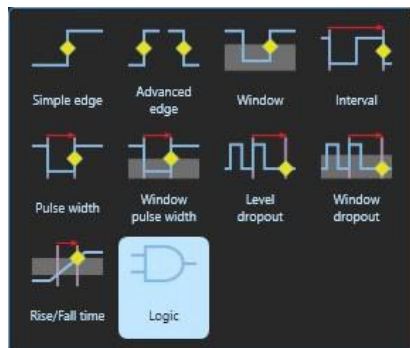 Simple edge
Advanced
edge
Window
Interval
Pulse width
Window
pulse width
Level
dropout
Window
dropout
Rise/Fall time
Logic